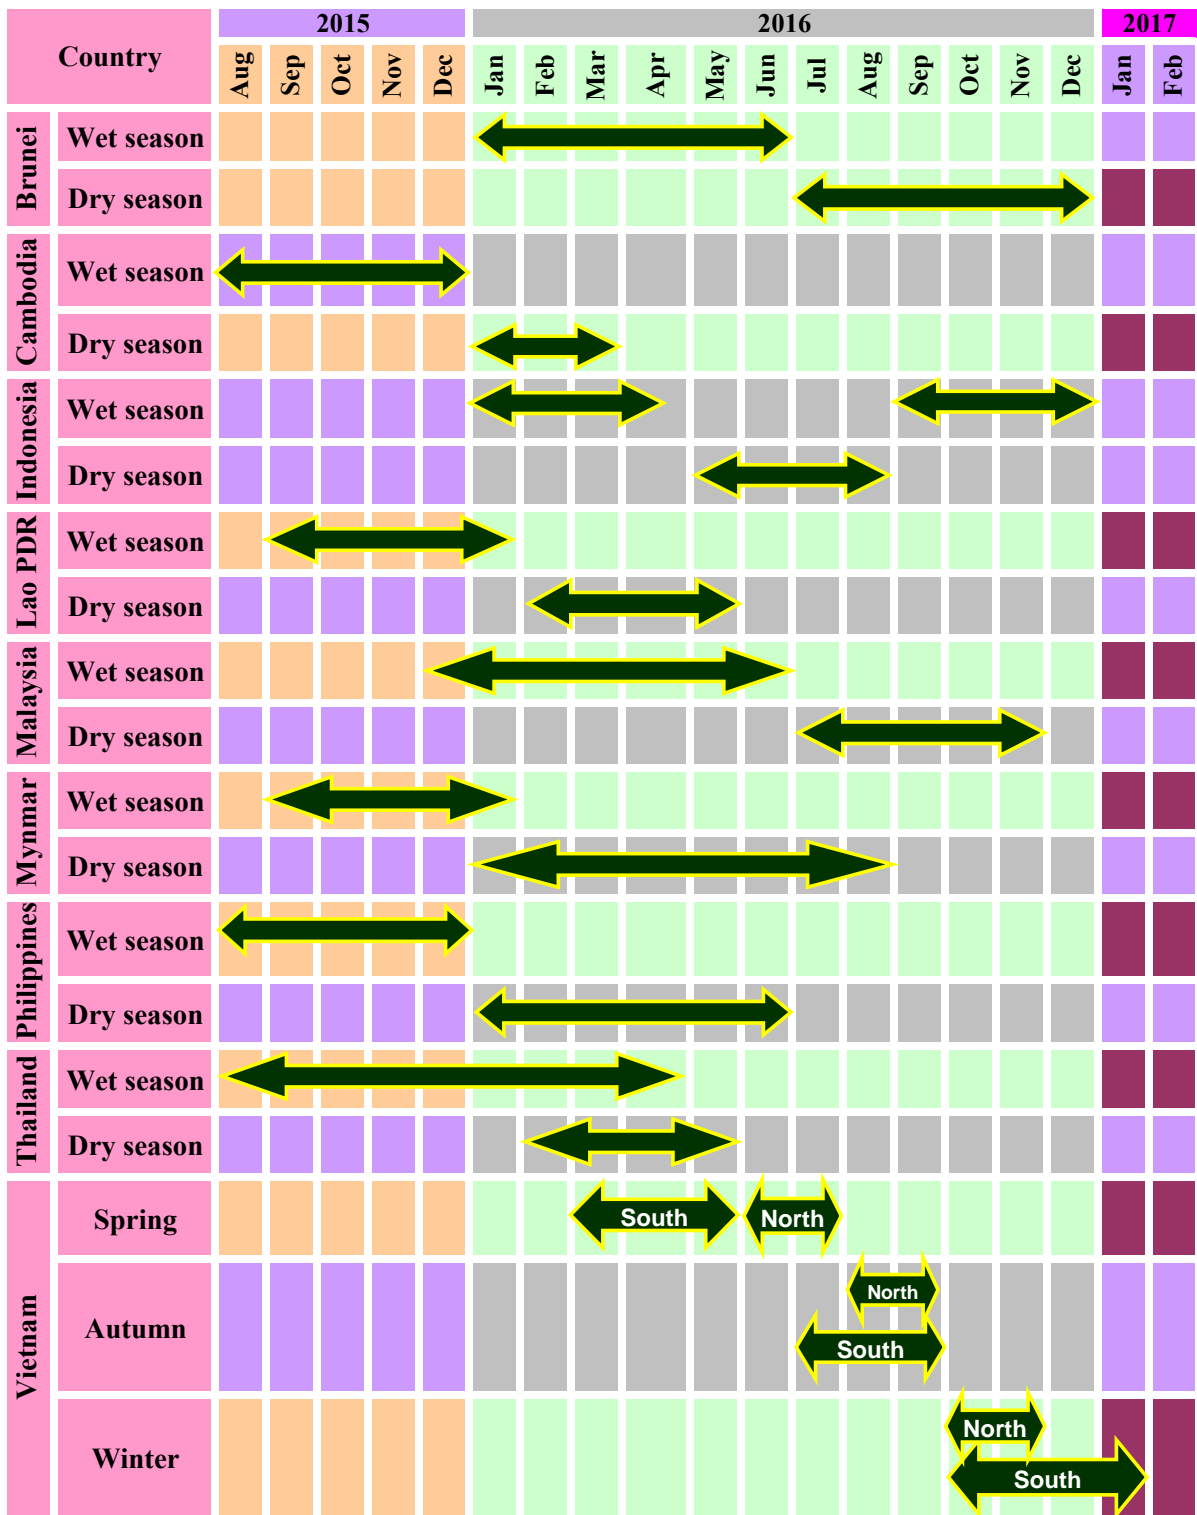 Country
2015
2016
2017
Aug
Sep
Oct
Nov
Dec
Jan
Feb
Mar
Apr
May
Jun
Jul
Aug
Sep
Oct
Nov
Dec
Jan
Feb
Brunei
Wet season
Dry season
Cambodia
Wet season
Dry season
Indonesia
Wet season
Dry season
Lao PDR
Wet season
Dry season
Malaysia
Wet season
Dry season
Mynmar
Wet season
Dry season
Philippines
Wet season
Dry season
Thailand
Wet season
Dry season
Vietnam
Spring
South
North
Autumn
North
South
Winter
North
South